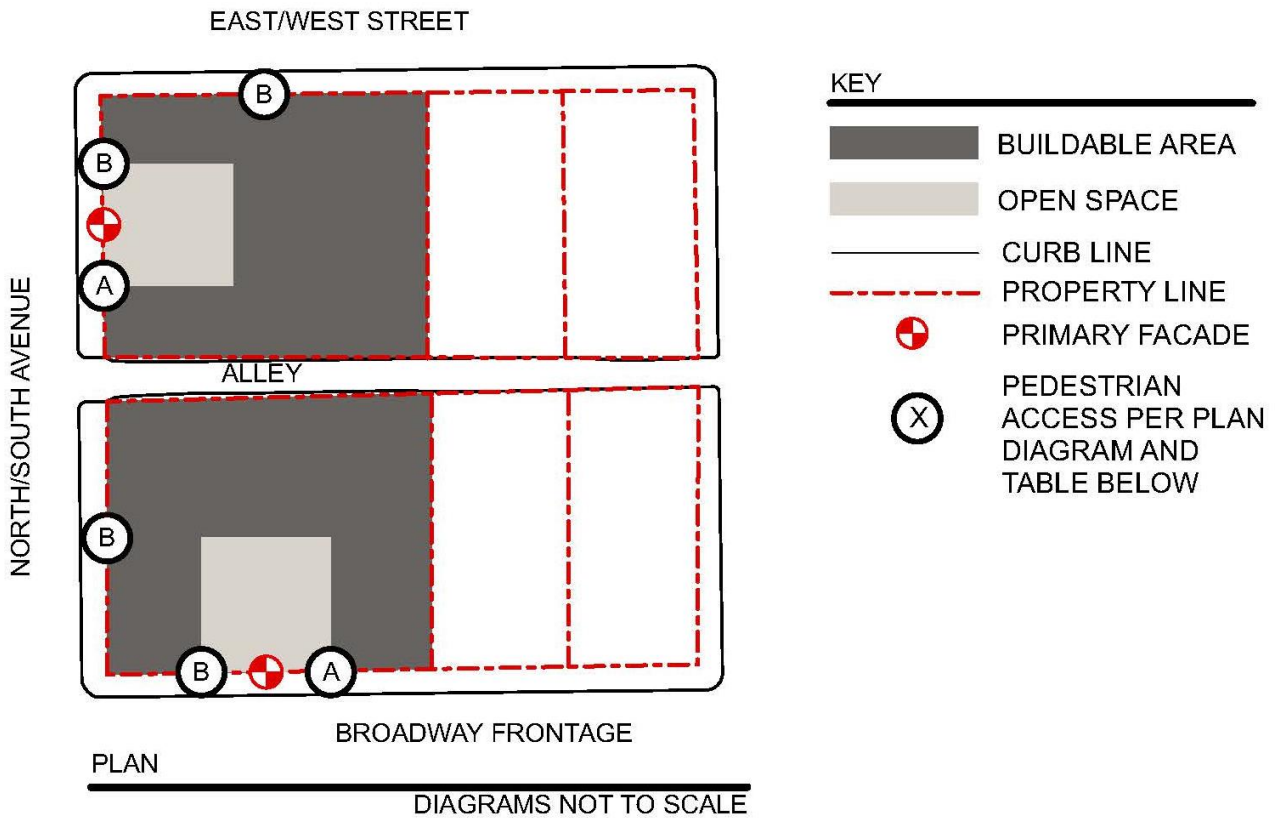 EAST/WEST STREET
B
B
A
NORTH/SOUTH AVENUE
ALLEY
B
B
A
BROADWAY FRONTAGE
PLAN
DIAGRAMS NOT TO SCALE
KEY
BUILDABLE AREA
OPEN SPACE
CURB LINE
PROPERTY LINE
PRIMARY FACADE
X
PEDESTRIAN
ACCESS PER PLAN
DIAGRAM AND
TABLE BELOW